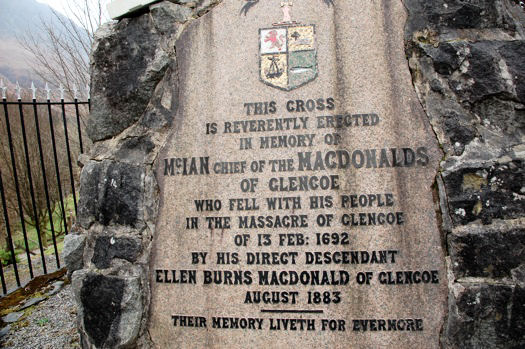 THIS CROSS
IS REVERENTLY ERECTED
IN MEMORY OF
McIAN CHIEF OF THE MACDONALDS
OF GLENCOE
WHO FELL WITH HIS PEOPLE
IN THE MASSACRE OF GLENCOE
OF 13 FEB: 1692
BY HIS DIRECT DESCENDANT
ELLEN BURNS MACDONALD OF GLENCOE
AUGUST 1883
THEIR MEMORY LIVETH FOR EVERMORE